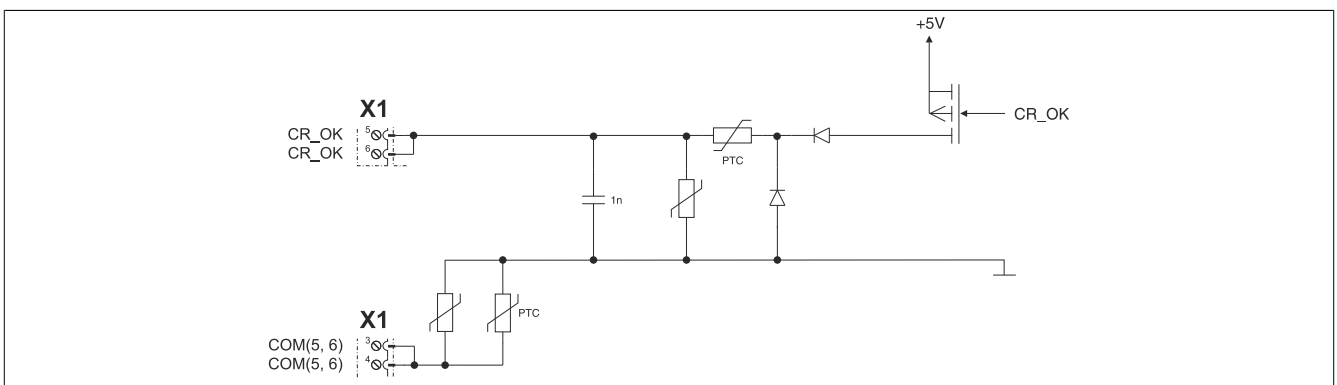 +5V
X1
CR_OK
5
CR_OK
6
PTC
CR_OK
1n
X1
PTC
COM(5, 6)
3
COM(5, 6)
4